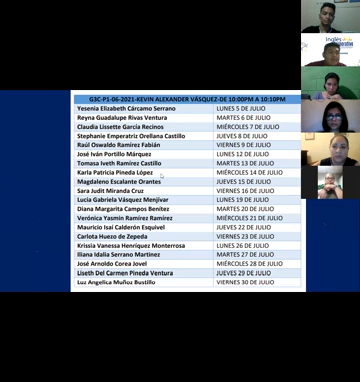 Inglés
G3C-P1-06-2021-KEVIN ALEXANDER VÁSQUEZ-DE 10:00PM A 10:10PM
Yesenia Elizabeth Cárcamo Serrano LUNES 5 DE JULIO
Reyna Guadalupe Rivas Ventura MARTES 6 DE JULIO
Claudia Lissette García Recinos MIÉRCOLES 7 DE JULIO
Stephanie Emperatriz Orellana Castillo JUEVES 8 DE JULIO
Raúl Oswaldo Ramírez Fabián VIERNES 9 DE JULIO
José Iván Portillo Márquez LUNES 12 DE JULIO
Tomasa Iveth Ramírez Castillo MARTES 13 DE JULIO
Karla Patricia Pineda López MIÉRCOLES 14 DE JULIO
Magdaleno Escalante Orantes JUEVES 15 DE JULIO
Sara Judit Miranda Cruz VIERNES 16 DE JULIO
Lucía Gabriela Vásquez Menjívar LUNES 19 DE JULIO
Diana Margarita Campos Benítez MARTES 20 DE JULIO
Verónica Yasmin Ramírez Ramírez MIÉRCOLES 21 DE JULIO
Mauricio Isaí Calderón Esquivel JUEVES 22 DE JULIO
Carlota Huezo de Zepeda VIERNES 23 DE JULIO
Krissia Vanessa Henríquez Monterrosa LUNES 26 DE JULIO
Iliana Idalia Serrano Martínez MARTES 27 DE JULIO
José Arnoldo Corea Jovel MIÉRCOLES 28 DE JULIO
Liseth Del Carmen Pineda Ventura JUEVES 29 DE JULIO
Luz Angelica Muñoz Bustillo VIERNES 30 DE JULIO